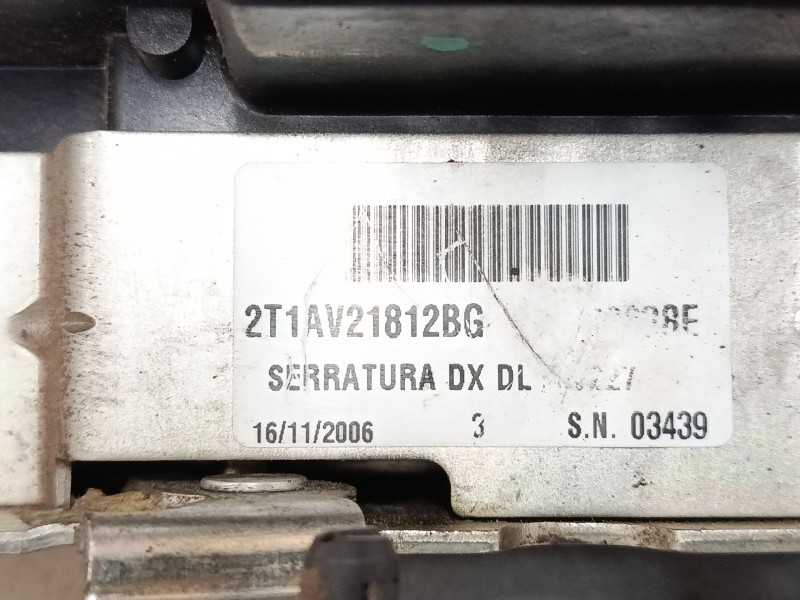 2T1AV21812BG
SERRATURA DX DL
16/11/2006 3 S.N. 03439